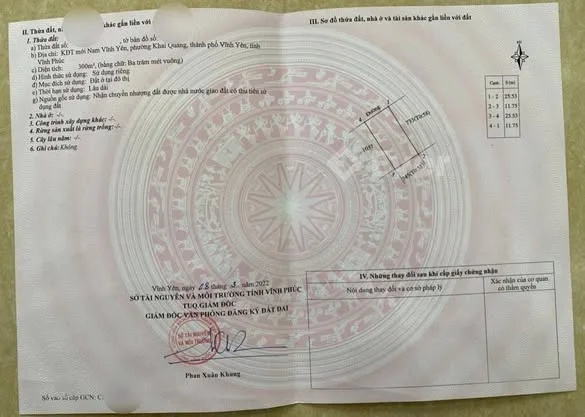 II. Thửa đất, khác gắn liền với
1. Thửa đất:
a) Thửa đất số: , tờ bản đồ số:
b) Địa chỉ: KĐT mới Nam Vĩnh Yên, phường Khai Quang, thành phố Vĩnh Yên, tỉnh
Vĩnh Phúc
c) Diện tích: 300m², (bằng chữ: Ba trăm mét vuông)
d) Hình thức sử dụng: Sử dụng riêng
đ) Mục đích sử dụng: Đất ở tại đô thị
e) Thời hạn sử dụng: Lâu dài
g) Nguồn gốc sử dụng: Nhận chuyển nhượng đất được nhà nước giao đất có thu tiền sử
dụng đất
2. Nhà ở: -/-
3. Công trình xây dựng khác: -/-
4. Rừng sản xuất là rừng trồng: -/-
5. Cây lâu năm: -/-
6. Ghi chú: Không
Vĩnh Yên, ngày 28 tháng 3 năm 2022
SỞ TÀI NGUYÊN VÀ MÔI TRƯỜNG TỈNH VĨNH PHÚC
TUQ.GIÁM ĐỐC
GIÁM ĐỐC VĂN PHÒNG ĐĂNG KÝ ĐẤT ĐAI
SỞ TÀI NGUYÊN
VÀ MÔI TRƯỜNG
Phan Xuân Khung
Số vào sổ cấp GCN: C
III. Sơ đồ thửa đất, nhà ở và tài sản khác gắn liền với đất
Cạnh S (m)
1 - 2 25.53
2 - 3 11.75
3 - 4 25.53
4 - 1 11.75
IV. Những thay đổi sau khi cấp giấy chứng nhận
Nội dung thay đổi và cơ sở pháp lý
Xác nhận của cơ quan
có thẩm quyền